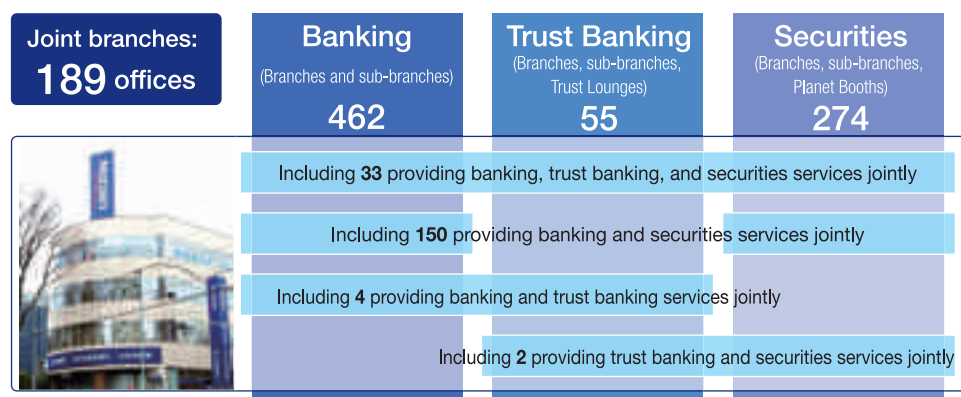 Joint branches:
189 offices
Banking
(Branches and sub-branches)
462
Trust Banking
(Branches, sub-branches,
Trust Lounges)
55
Securities
(Branches, sub-branches,
Planet Booths)
274
Including 33 providing banking, trust banking, and securities services jointly
Including 150 providing banking and securities services jointly
Including 4 providing banking and trust banking services jointly
Including 2 providing trust banking and securities services jointly